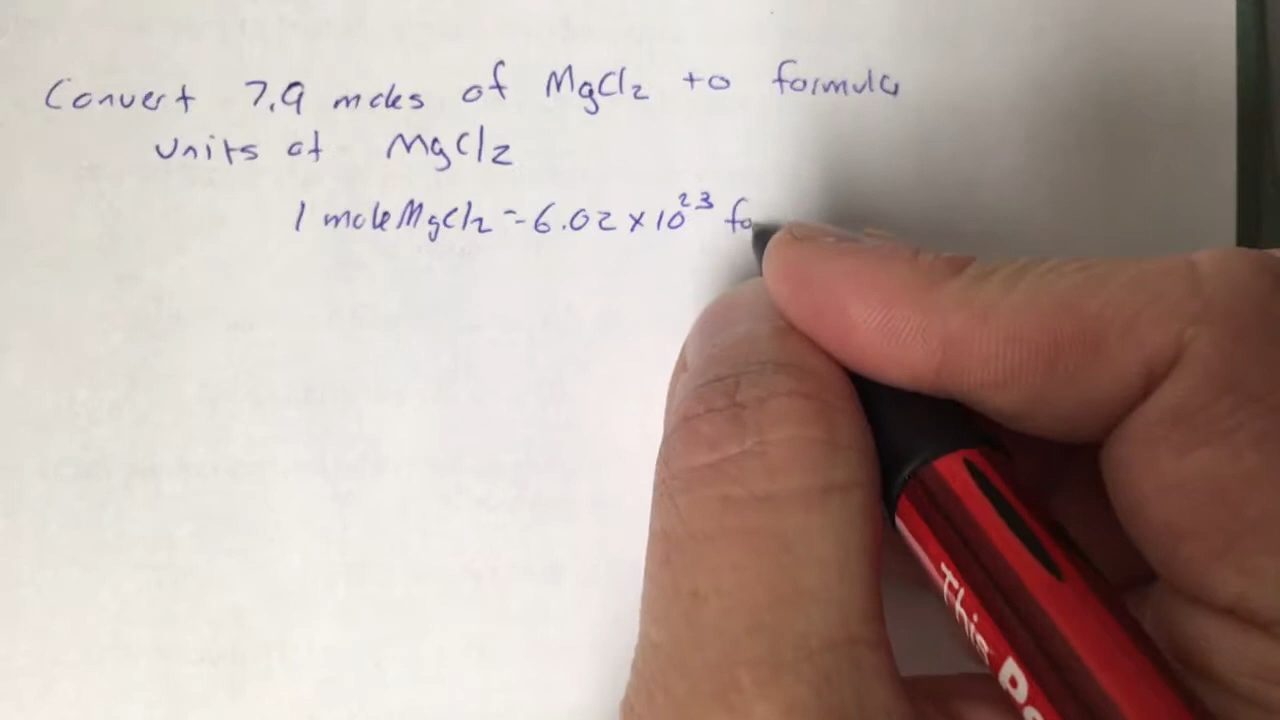 Convert 7.9 moles of MgCl2 to formula
units of MgCl2
1 mole MgCl2 = 6.02 x 10^23 fo
This